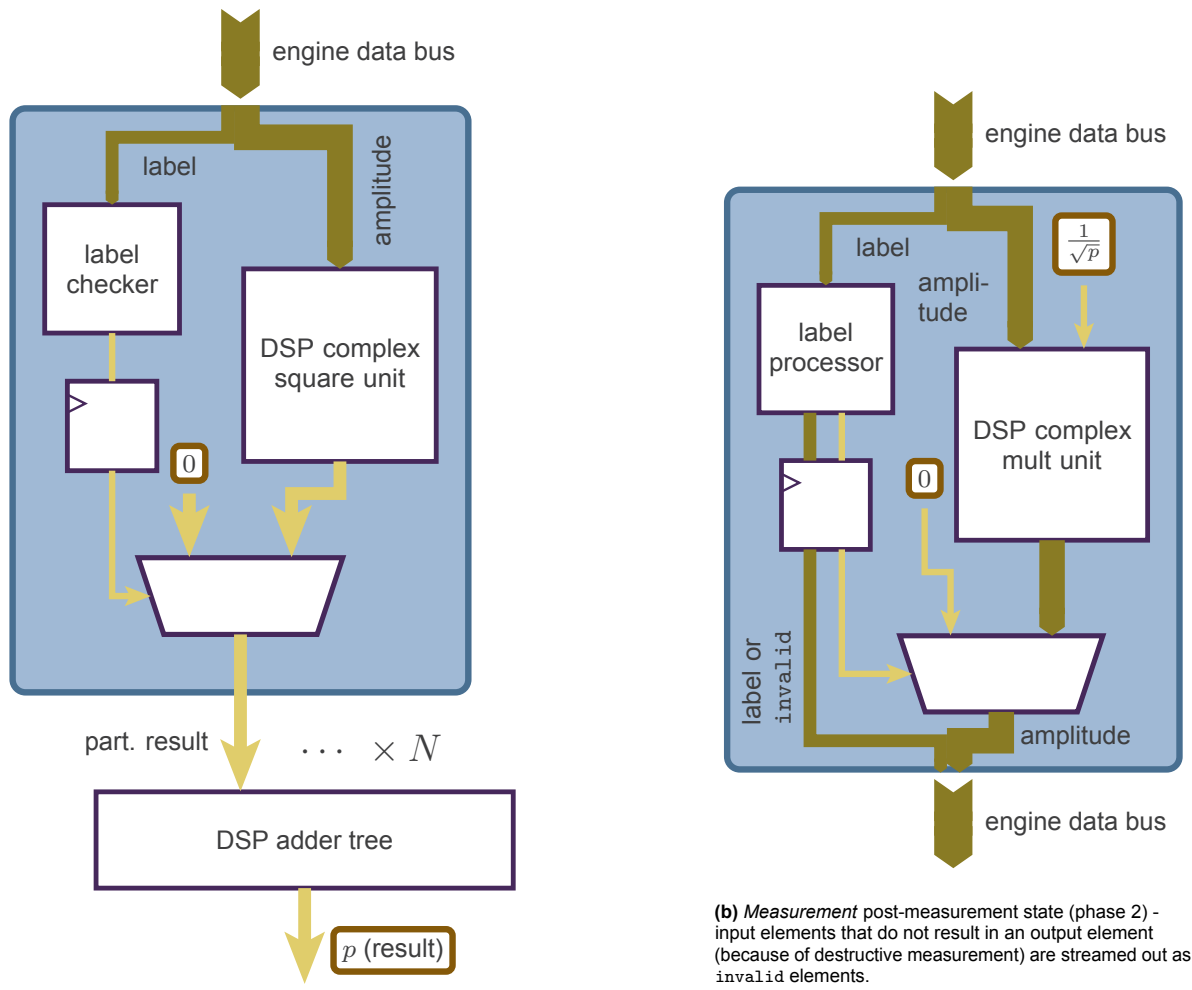 engine data bus
label
amplitude
label
checker
DSP complex
square unit
0
part. result
⋯ × N
DSP adder tree
p (result)
engine data bus
label
ampli-
tude
1/√p
label
processor
DSP complex
mult unit
0
label or
invalid
amplitude
engine data bus
(b) Measurement post-measurement state (phase 2) -
input elements that do not result in an output element
(because of destructive measurement) are streamed out as
invalid elements.